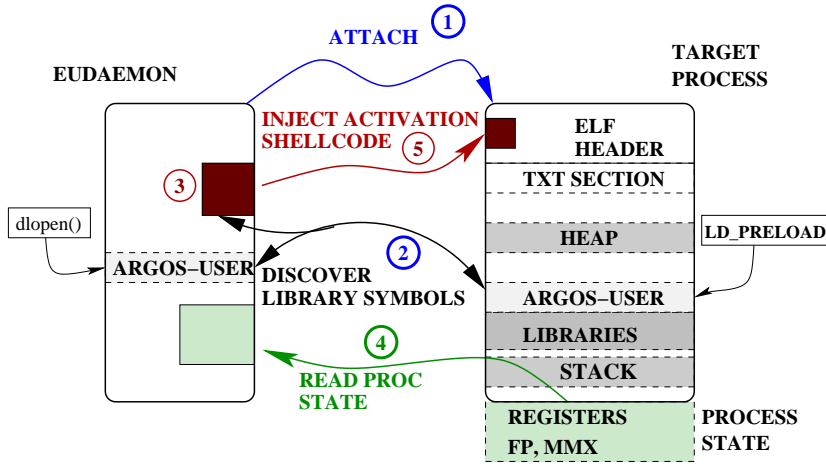 ATTACH
1
EUDAEMON
TARGET
PROCESS
INJECT ACTIVATION
SHELLCODE
5
ELF
HEADER
3
TXT SECTION
dlopen()
HEAP
LD_PRELOAD
2
ARGOS−USER
DISCOVER
LIBRARY SYMBOLS
ARGOS−USER
LIBRARIES
4
READ PROC
STATE
STACK
REGISTERS
FP, MMX
PROCESS
STATE